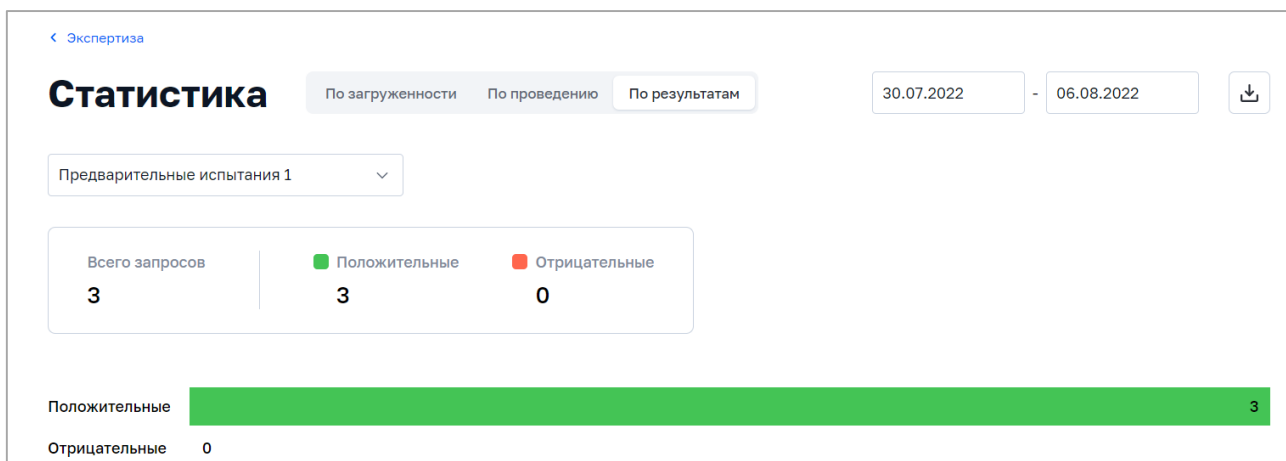 Экспертиза
Статистика По загруженности По проведению По результатам 30.07.2022 - 06.08.2022
Предварительные испытания 1
Всего запросов Положительные Отрицательные
3 3 0
Положительные 3
Отрицательные 0